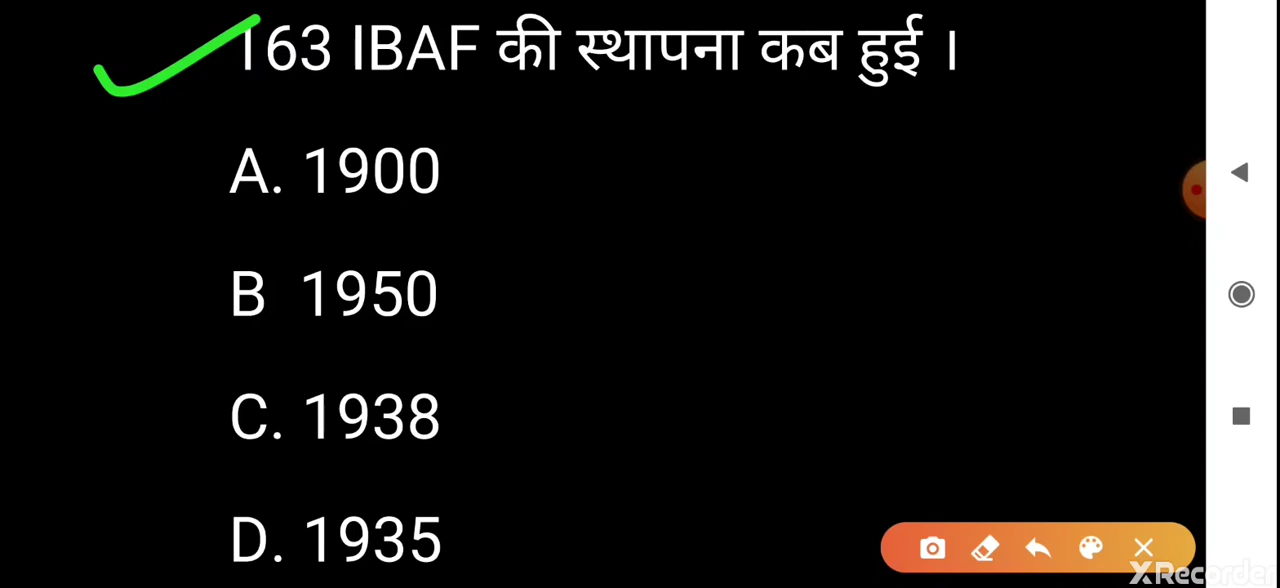 163 IBAF की स्थापना कब हुई ।
A. 1900
B 1950
C. 1938
D. 1935
XRecorder